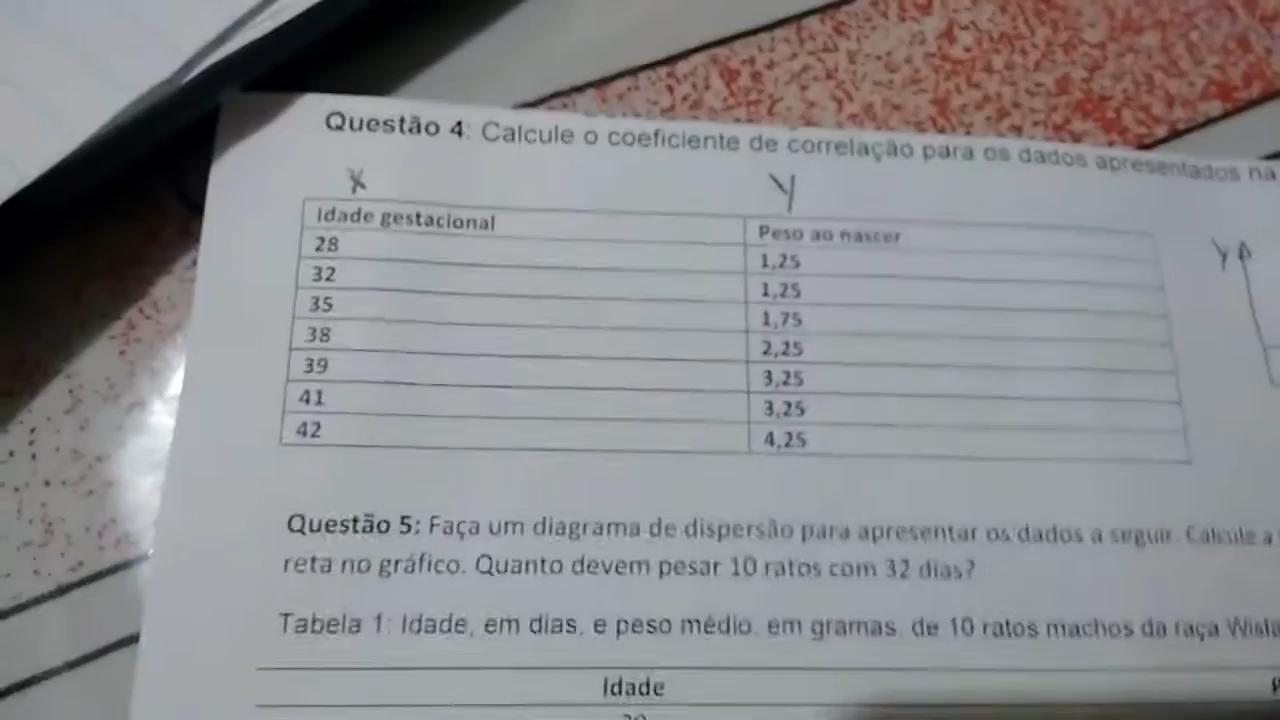 Questão 4: Calcule o coeficiente de correlação para os dados apresentados na
X Y
Idade gestacional Peso ao nascer
28 1,25
32 1,25
35 1,75
38 2,25
39 3,25
41 3,25
42 4,25
Y
Questão 5: Faça um diagrama de dispersão para apresentar os dados a seguir. Calcule a
reta no gráfico. Quanto devem pesar 10 ratos com 32 dias?
Tabela 1: Idade, em dias, e peso médio, em gramas, de 10 ratos machos da raça
Idade